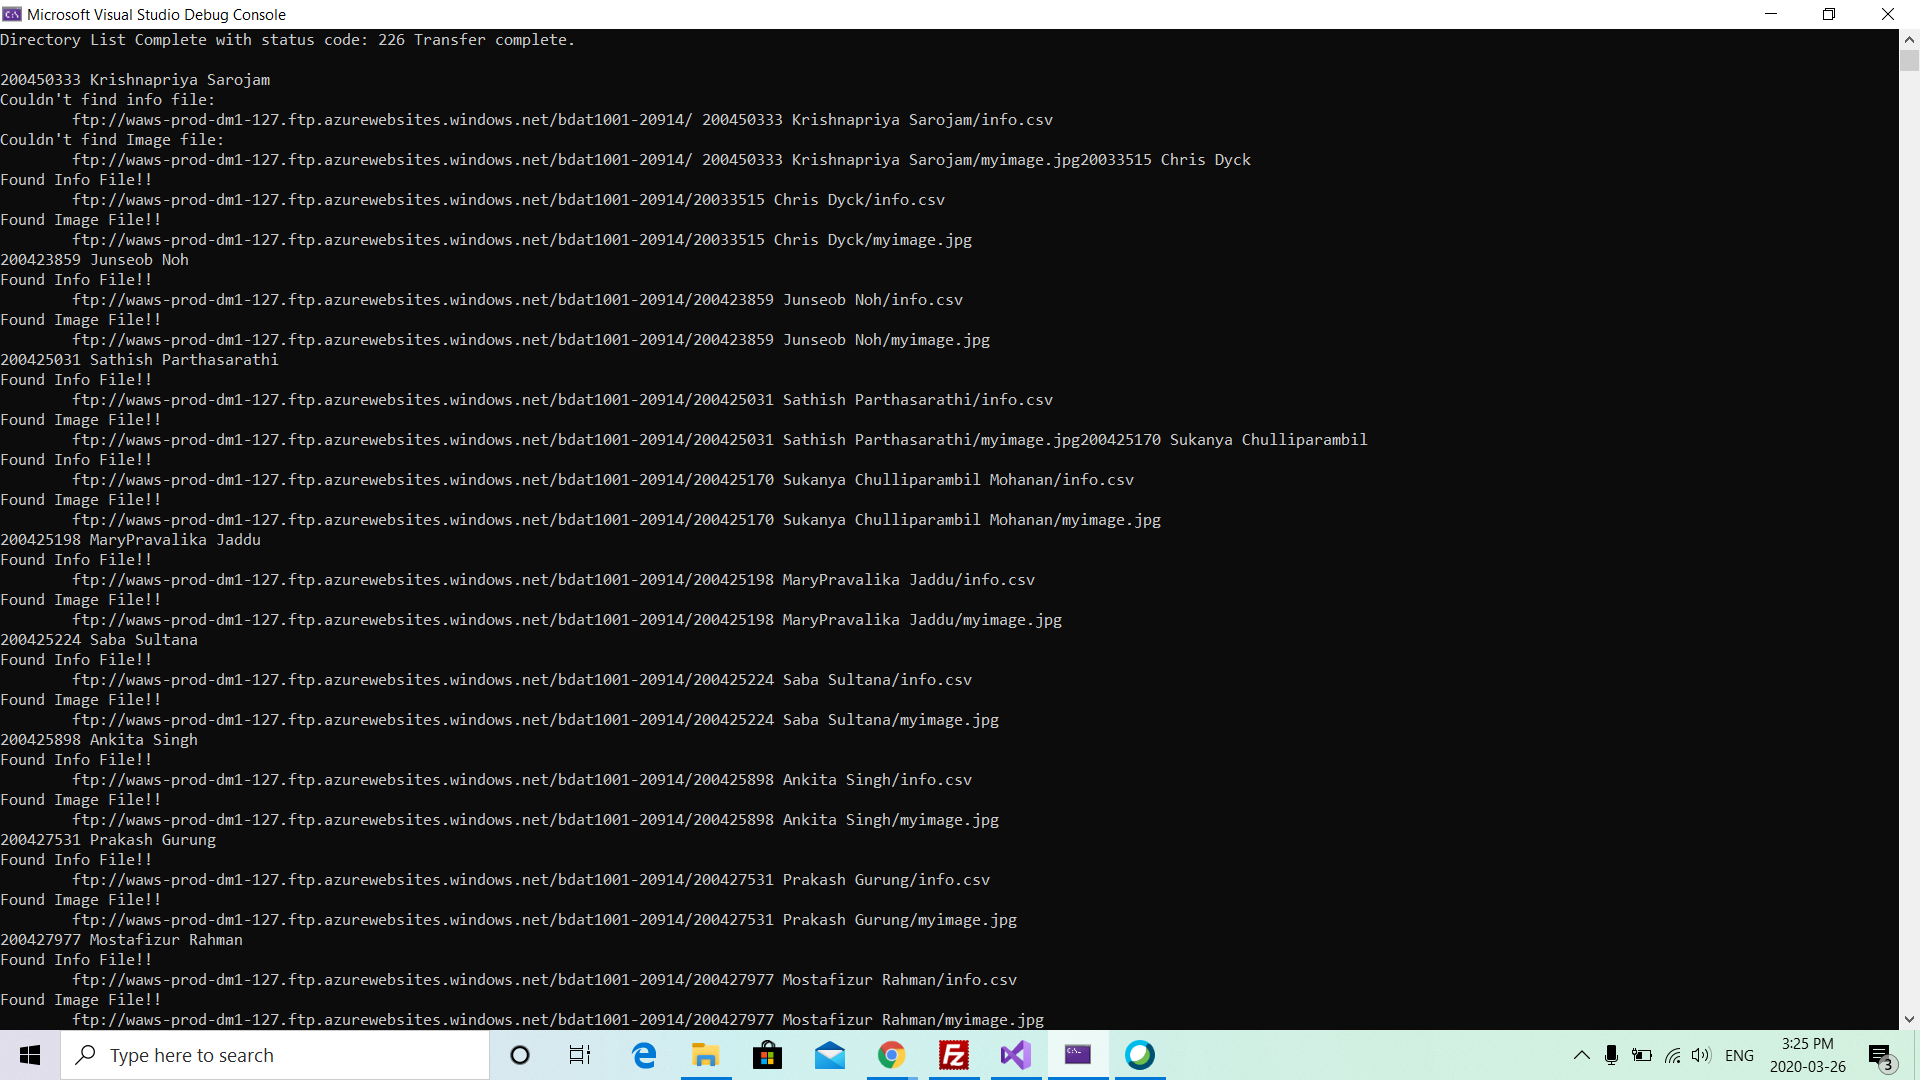 Microsoft Visual Studio Debug Console
Directory List Complete with status code: 226 Transfer complete.
200450333 Krishnapriya Sarojam
Couldn't find info file:
ftp://waws-prod-dm1-127.ftp.azurewebsites.windows.net/bdat1001-20914/ 200450333 Krishnapriya Sarojam/info.csv
Couldn't find Image file:
ftp://waws-prod-dm1-127.ftp.azurewebsites.windows.net/bdat1001-20914/ 200450333 Krishnapriya Sarojam/myimage.jpg20033515 Chris Dyck
Found Info File!!
ftp://waws-prod-dm1-127.ftp.azurewebsites.windows.net/bdat1001-20914/20033515 Chris Dyck/info.csv
Found Image File!!
ftp://waws-prod-dm1-127.ftp.azurewebsites.windows.net/bdat1001-20914/20033515 Chris Dyck/myimage.jpg
200423859 Junseob Noh
Found Info File!!
ftp://waws-prod-dm1-127.ftp.azurewebsites.windows.net/bdat1001-20914/200423859 Junseob Noh/info.csv
Found Image File!!
ftp://waws-prod-dm1-127.ftp.azurewebsites.windows.net/bdat1001-20914/200423859 Junseob Noh/myimage.jpg
200425031 Sathish Parthasarathi
Found Info File!!
ftp://waws-prod-dm1-127.ftp.azurewebsites.windows.net/bdat1001-20914/200425031 Sathish Parthasarathi/info.csv
Found Image File!!
ftp://waws-prod-dm1-127.ftp.azurewebsites.windows.net/bdat1001-20914/200425031 Sathish Parthasarathi/myimage.jpg200425170 Sukanya Chulliparambil
Found Info File!!
ftp://waws-prod-dm1-127.ftp.azurewebsites.windows.net/bdat1001-20914/200425170 Sukanya Chulliparambil Mohanan/info.csv
Found Image File!!
ftp://waws-prod-dm1-127.ftp.azurewebsites.windows.net/bdat1001-20914/200425170 Sukanya Chulliparambil Mohanan/myimage.jpg
200425198 MaryPravalika Jaddu
Found Info File!!
ftp://waws-prod-dm1-127.ftp.azurewebsites.windows.net/bdat1001-20914/200425198 MaryPravalika Jaddu/info.csv
Found Image File!!
ftp://waws-prod-dm1-127.ftp.azurewebsites.windows.net/bdat1001-20914/200425198 MaryPravalika Jaddu/myimage.jpg
200425224 Saba Sultana
Found Info File!!
ftp://waws-prod-dm1-127.ftp.azurewebsites.windows.net/bdat1001-20914/200425224 Saba Sultana/info.csv
Found Image File!!
ftp://waws-prod-dm1-127.ftp.azurewebsites.windows.net/bdat1001-20914/200425224 Saba Sultana/myimage.jpg
200425898 Ankita Singh
Found Info File!!
ftp://waws-prod-dm1-127.ftp.azurewebsites.windows.net/bdat1001-20914/200425898 Ankita Singh/info.csv
Found Image File!!
ftp://waws-prod-dm1-127.ftp.azurewebsites.windows.net/bdat1001-20914/200425898 Ankita Singh/myimage.jpg
200427531 Prakash Gurung
Found Info File!!
ftp://waws-prod-dm1-127.ftp.azurewebsites.windows.net/bdat1001-20914/200427531 Prakash Gurung/info.csv
Found Image File!!
ftp://waws-prod-dm1-127.ftp.azurewebsites.windows.net/bdat1001-20914/200427531 Prakash Gurung/myimage.jpg
200427977 Mostafizur Rahman
Found Info File!!
ftp://waws-prod-dm1-127.ftp.azurewebsites.windows.net/bdat1001-20914/200427977 Mostafizur Rahman/info.csv
Found Image File!!
ftp://waws-prod-dm1-127.ftp.azurewebsites.windows.net/bdat1001-20914/200427977 Mostafizur Rahman/myimage.jpg
Type here to search
ENG
3:25 PM
2020-03-26
3